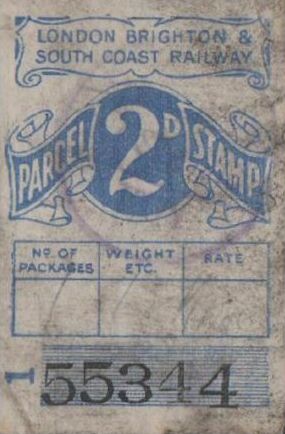 LONDON BRIGHTON &
SOUTH COAST RAILWAY
PARCEL 2D STAMP
Nº. OF PACKAGES
WEIGHT ETC.
RATE
1 55344